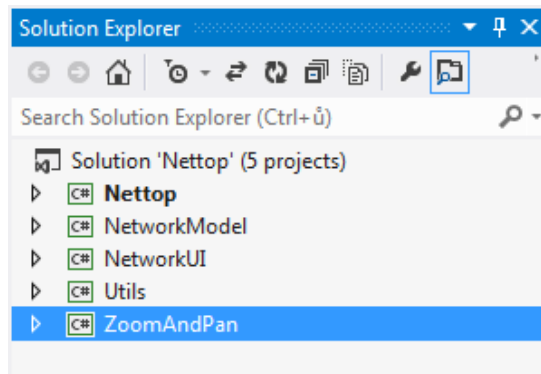 Solution Explorer
Search Solution Explorer (Ctrl+ů)
Solution 'Nettop' (5 projects)
C# Nettop
C# NetworkModel
C# NetworkUI
C# Utils
C# ZoomAndPan